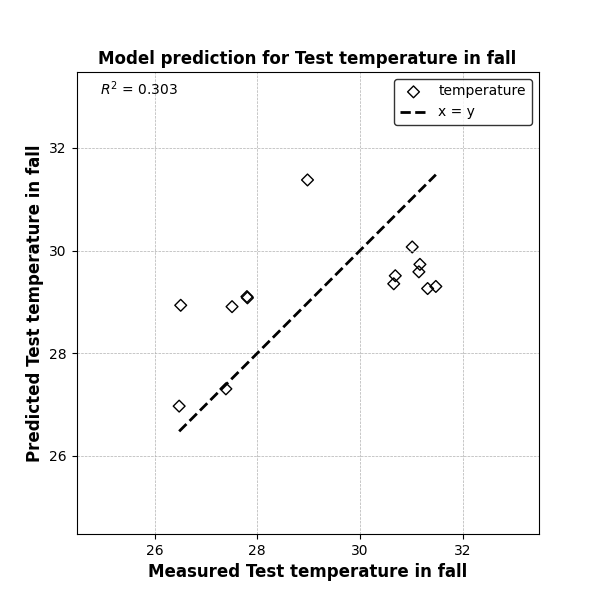 Model prediction for Test temperature in fall
R² = 0.303
temperature
x = y
Predicted Test temperature in fall
32
30
28
26
26 28 30 32
Measured Test temperature in fall